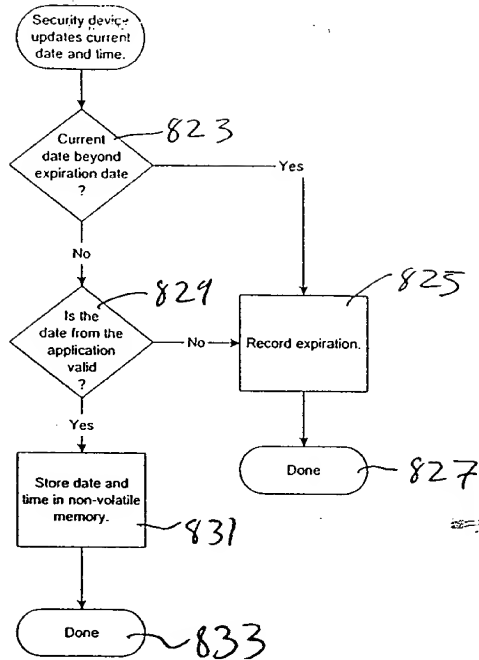 Security device
updates current
date and time.
823
Current
date beyond
expiration date
?
Yes
No
829
Is the
date from the
application
valid
?
No
825
Record expiration.
Yes
Done
827
Store date and
time in non-volatile
memory.
831
Done
833